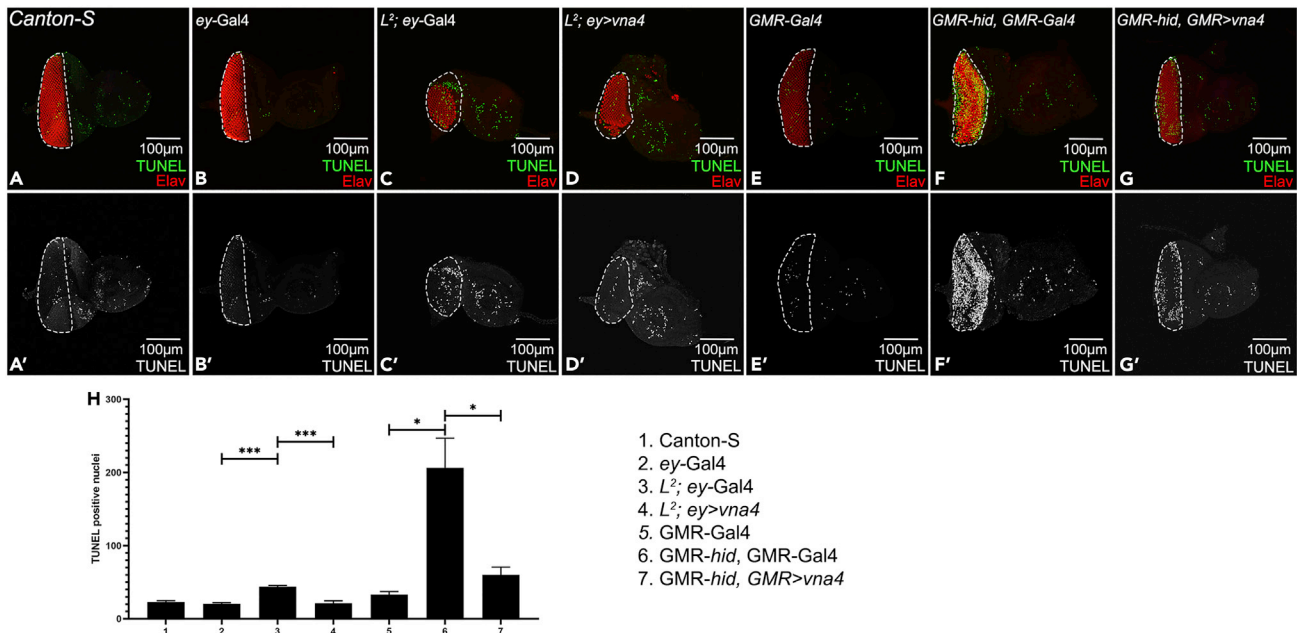 Canton-S
ey-Gal4
L²; ey-Gal4
L²; ey>vna4
GMR-Gal4
GMR-hid, GMR-Gal4
GMR-hid, GMR>vna4
100µm
TUNEL
A
Elav
100µm
TUNEL
B
Elav
100µm
TUNEL
C
Elav
100µm
TUNEL
D
Elav
100µm
TUNEL
E
Elav
100µm
TUNEL
F
Elav
100µm
TUNEL
G
Elav
100µm
A' TUNEL
100µm
B' TUNEL
100µm
C' TUNEL
100µm
D' TUNEL
100µm
E' TUNEL
100µm
F' TUNEL
100µm
G' TUNEL
H
TUNEL positive nuclei
300
200
100
0
*** *** * *
1 2 3 4 5 6 7
1. Canton-S
2. ey-Gal4
3. L²; ey-Gal4
4. L²; ey>vna4
5. GMR-Gal4
6. GMR-hid, GMR-Gal4
7. GMR-hid, GMR>vna4